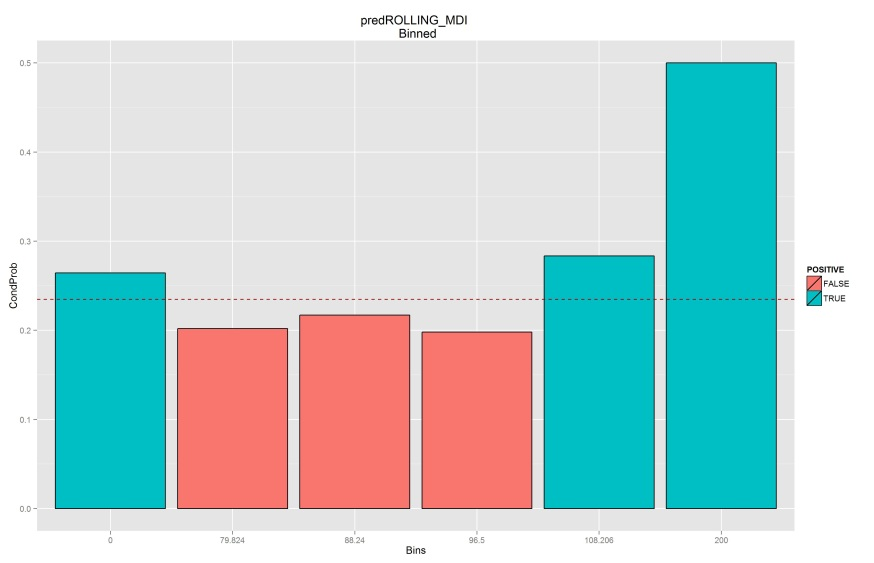 predROLLING_MDI
Binned
0.5
0.4
0.3
0.2
0.1
0.0
CondProb
0 79.824 88.24 96.5 108.206 200
Bins
POSITIVE
FALSE
TRUE